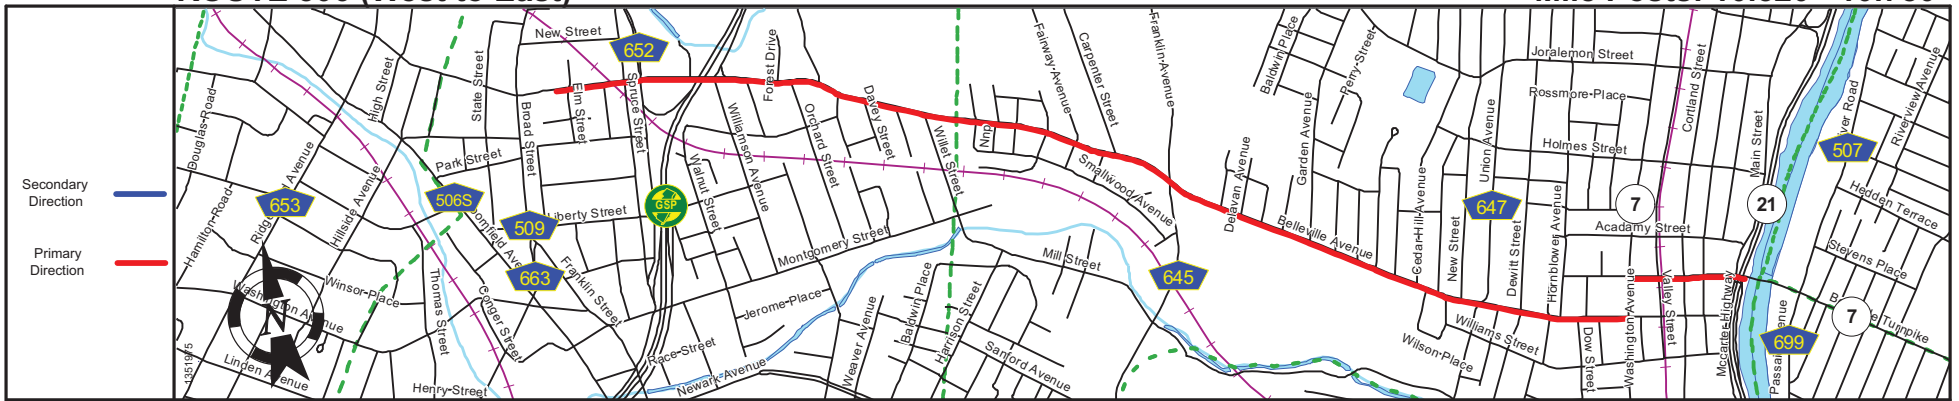 Secondary
Direction
Primary
Direction
New Street
652
High Street
State Street
Elm Street
Spruce Street
Forest Drive
Davey Street
Fairway-Avenue
Carpenter Street
Franklin-Avenue
Baldwin Place
Perry-Street
Joralemon Street
Cortland Street
Rossmore-Place
Riverview Avenue
Douglas-Road
Broad Street
Park Street
Williamson Avenue
Orchard Street
Willet Street
Garden Avenue
Union Avenue
Holmes Street
Main Street
507
Hamilton-Road
653
Hillside Avenue
506S
509
Liberty Street
GSP
Walnut Street
Smallwood Avenue
Delavan Avenue
647
7
21
Hedden Terrace
Belleville Avenue
Cedar-Hill-Avenue
New Street
Dewitt Street
Hornblower Avenue
Acadamy Street
Stevens Place
Montgomery Street
Mill Street
645
663
Franklin Street
Winsor-Place
Washington Avenue
Thomas Street
Conger Street
Jerome-Place
Baldwin Place
Harrison Street
Weaver Avenue
Washington Avenue
Valley Street
Mccarter-Highway
7
Turnpike
Williams Street
Wilson-Place
Dow Street
699
1351975
Linden Avenue
Henry-Street
Race-Street
Newark Avenue
Sanford Avenue